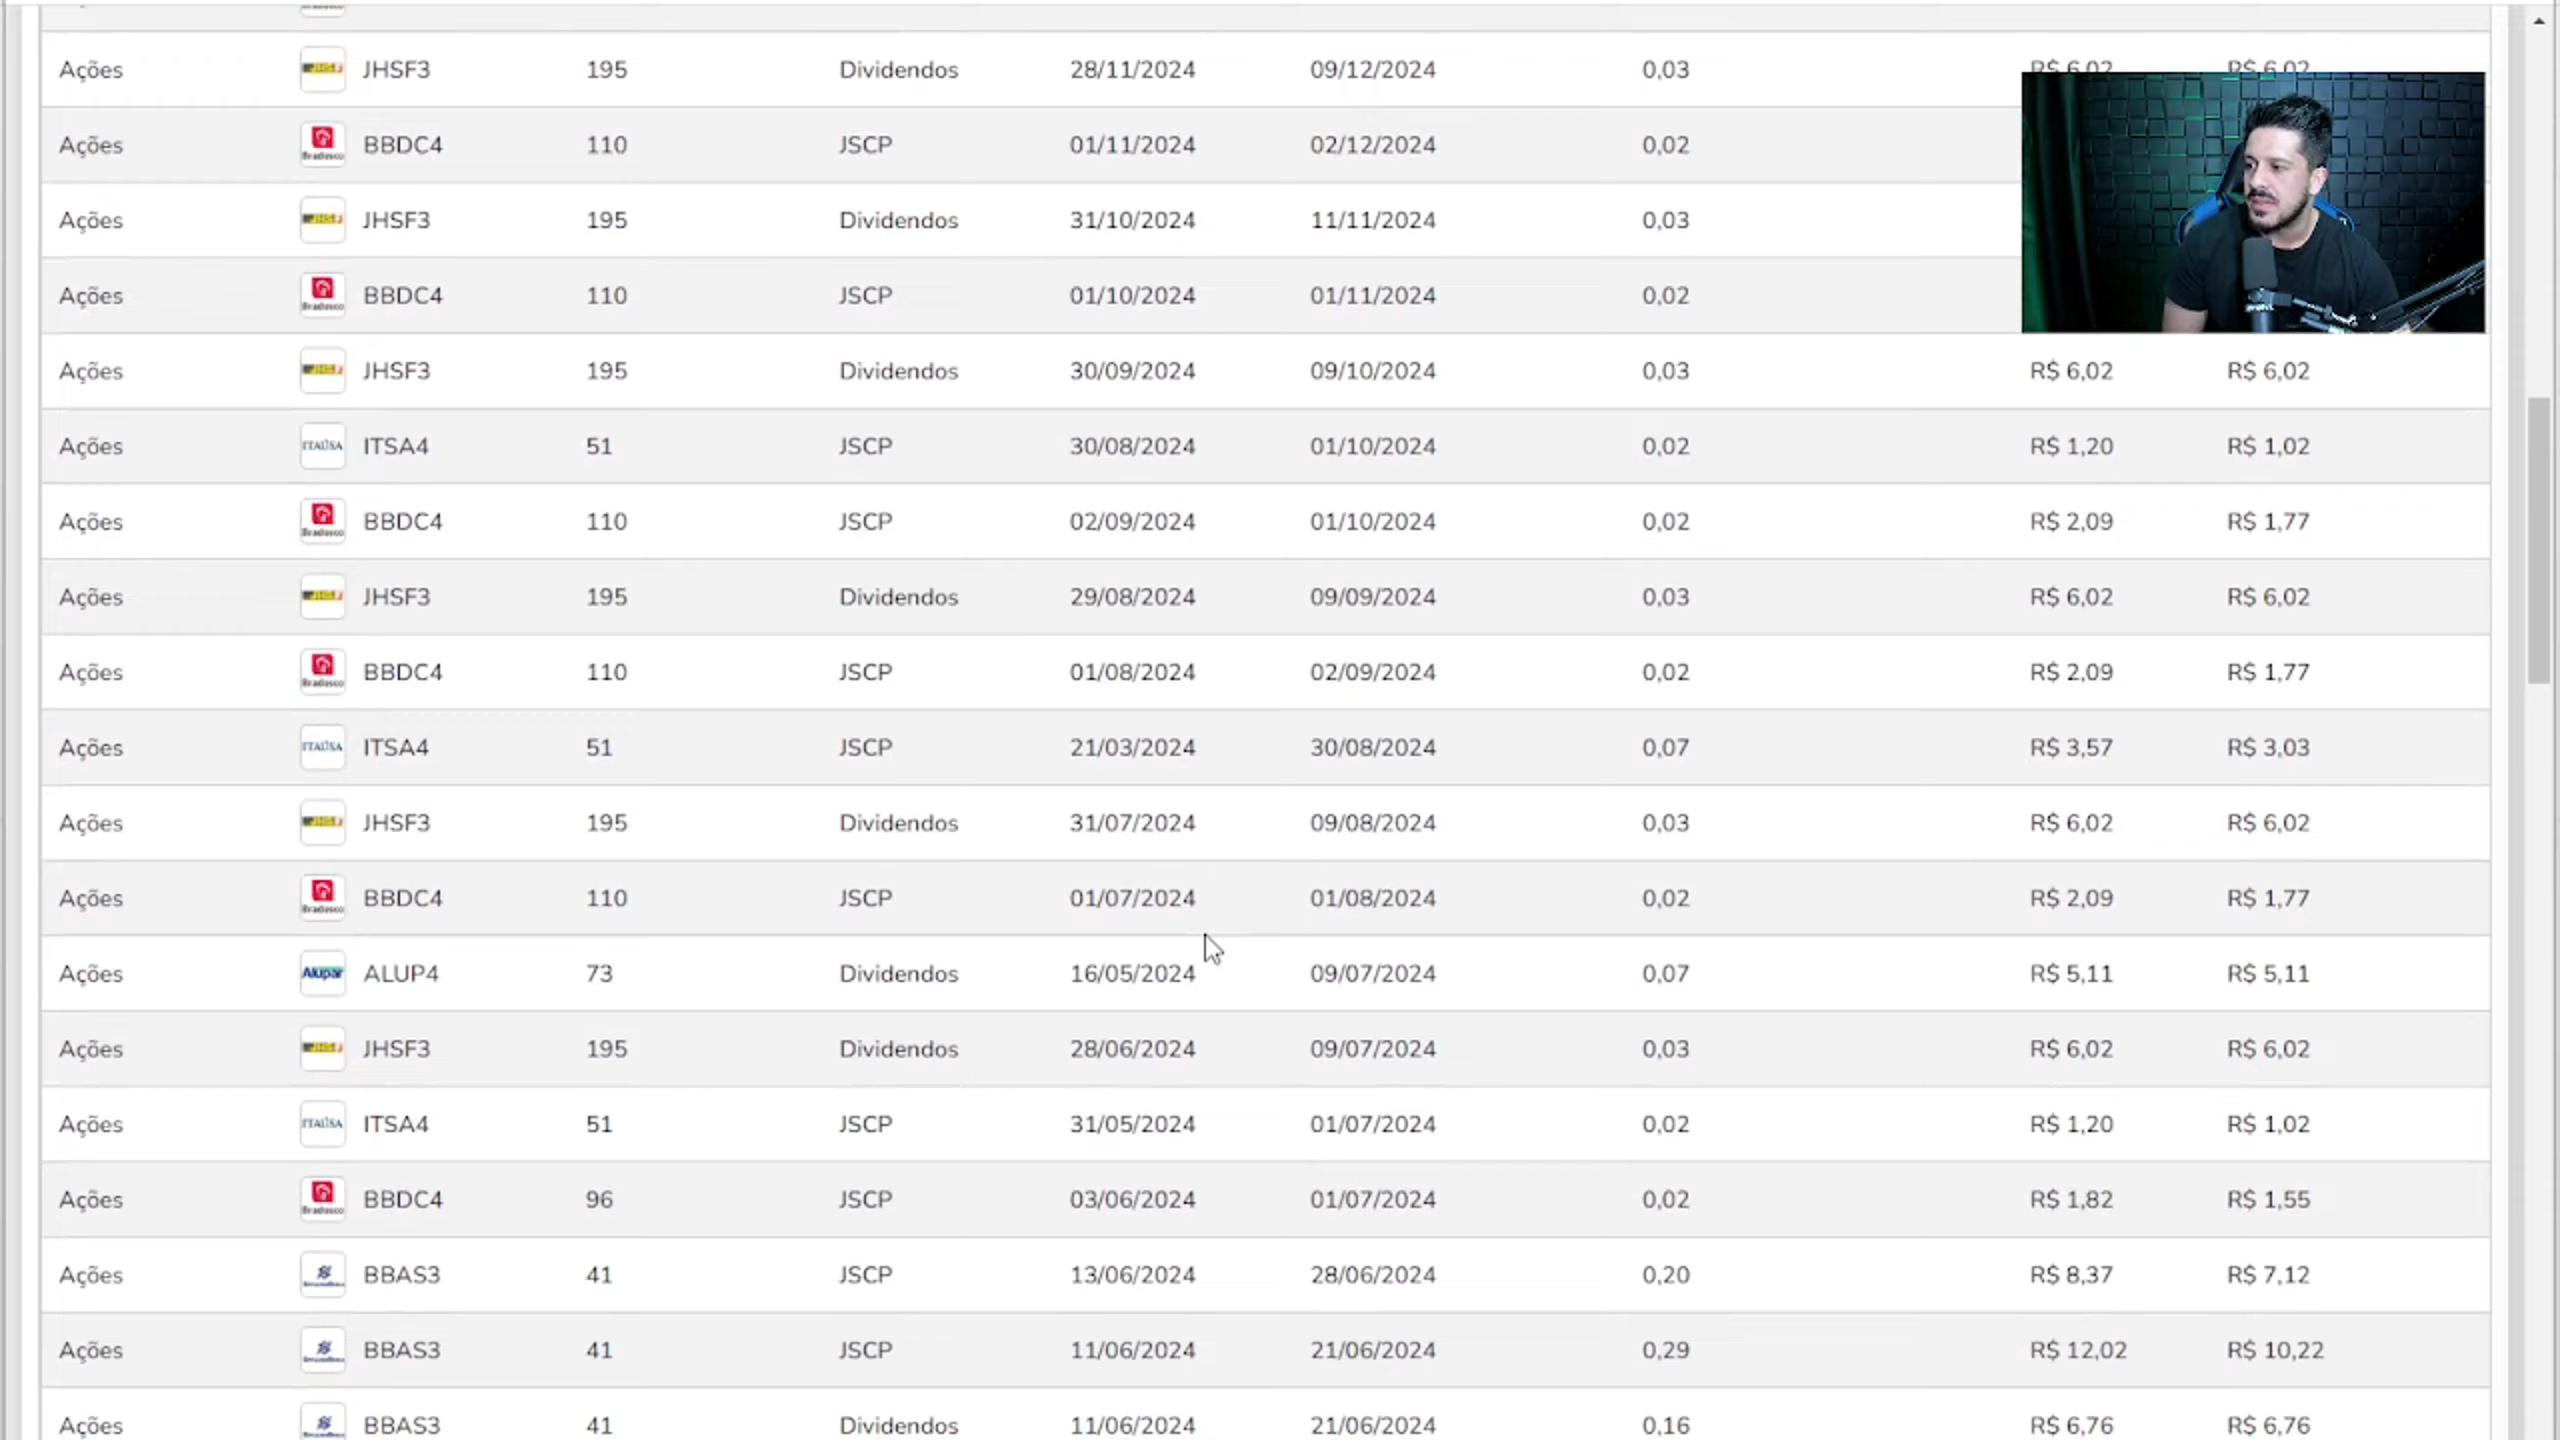 Ações JHSF3 195 Dividendos 28/11/2024 09/12/2024 0,03 R$ 6,02 R$ 6,02
Ações Bradesco BBDC4 110 JSCP 01/11/2024 02/12/2024 0,02
Ações JHSF3 195 Dividendos 31/10/2024 11/11/2024 0,03
Ações Bradesco BBDC4 110 JSCP 01/10/2024 01/11/2024 0,02
Ações JHSF3 195 Dividendos 30/09/2024 09/10/2024 0,03 R$ 6,02 R$ 6,02
Ações ITAÚSA ITSA4 51 JSCP 30/08/2024 01/10/2024 0,02 R$ 1,20 R$ 1,02
Ações Bradesco BBDC4 110 JSCP 02/09/2024 01/10/2024 0,02 R$ 2,09 R$ 1,77
Ações JHSF3 195 Dividendos 29/08/2024 09/09/2024 0,03 R$ 6,02 R$ 6,02
Ações Bradesco BBDC4 110 JSCP 01/08/2024 02/09/2024 0,02 R$ 2,09 R$ 1,77
Ações ITAÚSA ITSA4 51 JSCP 21/03/2024 30/08/2024 0,07 R$ 3,57 R$ 3,03
Ações JHSF3 195 Dividendos 31/07/2024 09/08/2024 0,03 R$ 6,02 R$ 6,02
Ações Bradesco BBDC4 110 JSCP 01/07/2024 01/08/2024 0,02 R$ 2,09 R$ 1,77
Ações Alupar ALUP4 73 Dividendos 16/05/2024 09/07/2024 0,07 R$ 5,11 R$ 5,11
Ações JHSF3 195 Dividendos 28/06/2024 09/07/2024 0,03 R$ 6,02 R$ 6,02
Ações ITAÚSA ITSA4 51 JSCP 31/05/2024 01/07/2024 0,02 R$ 1,20 R$ 1,02
Ações Bradesco BBDC4 96 JSCP 03/06/2024 01/07/2024 0,02 R$ 1,82 R$ 1,55
Ações BBAS3 41 JSCP 13/06/2024 28/06/2024 0,20 R$ 8,37 R$ 7,12
Ações BBAS3 41 JSCP 11/06/2024 21/06/2024 0,29 R$ 12,02 R$ 10,22
Ações BBAS3 41 Dividendos 11/06/2024 21/06/2024 0,16 R$ 6,76 R$ 6,76